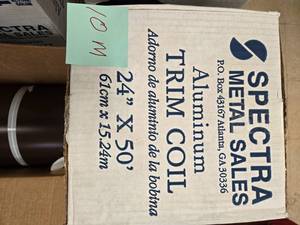 10 M
SPECTRA
METAL SALES
P.O. Box 43167 Atlanta, GA 30336
Aluminum
TRIM COIL
Adorno de aluminio de la bobina
24" X 50'
61cm x 15.24m